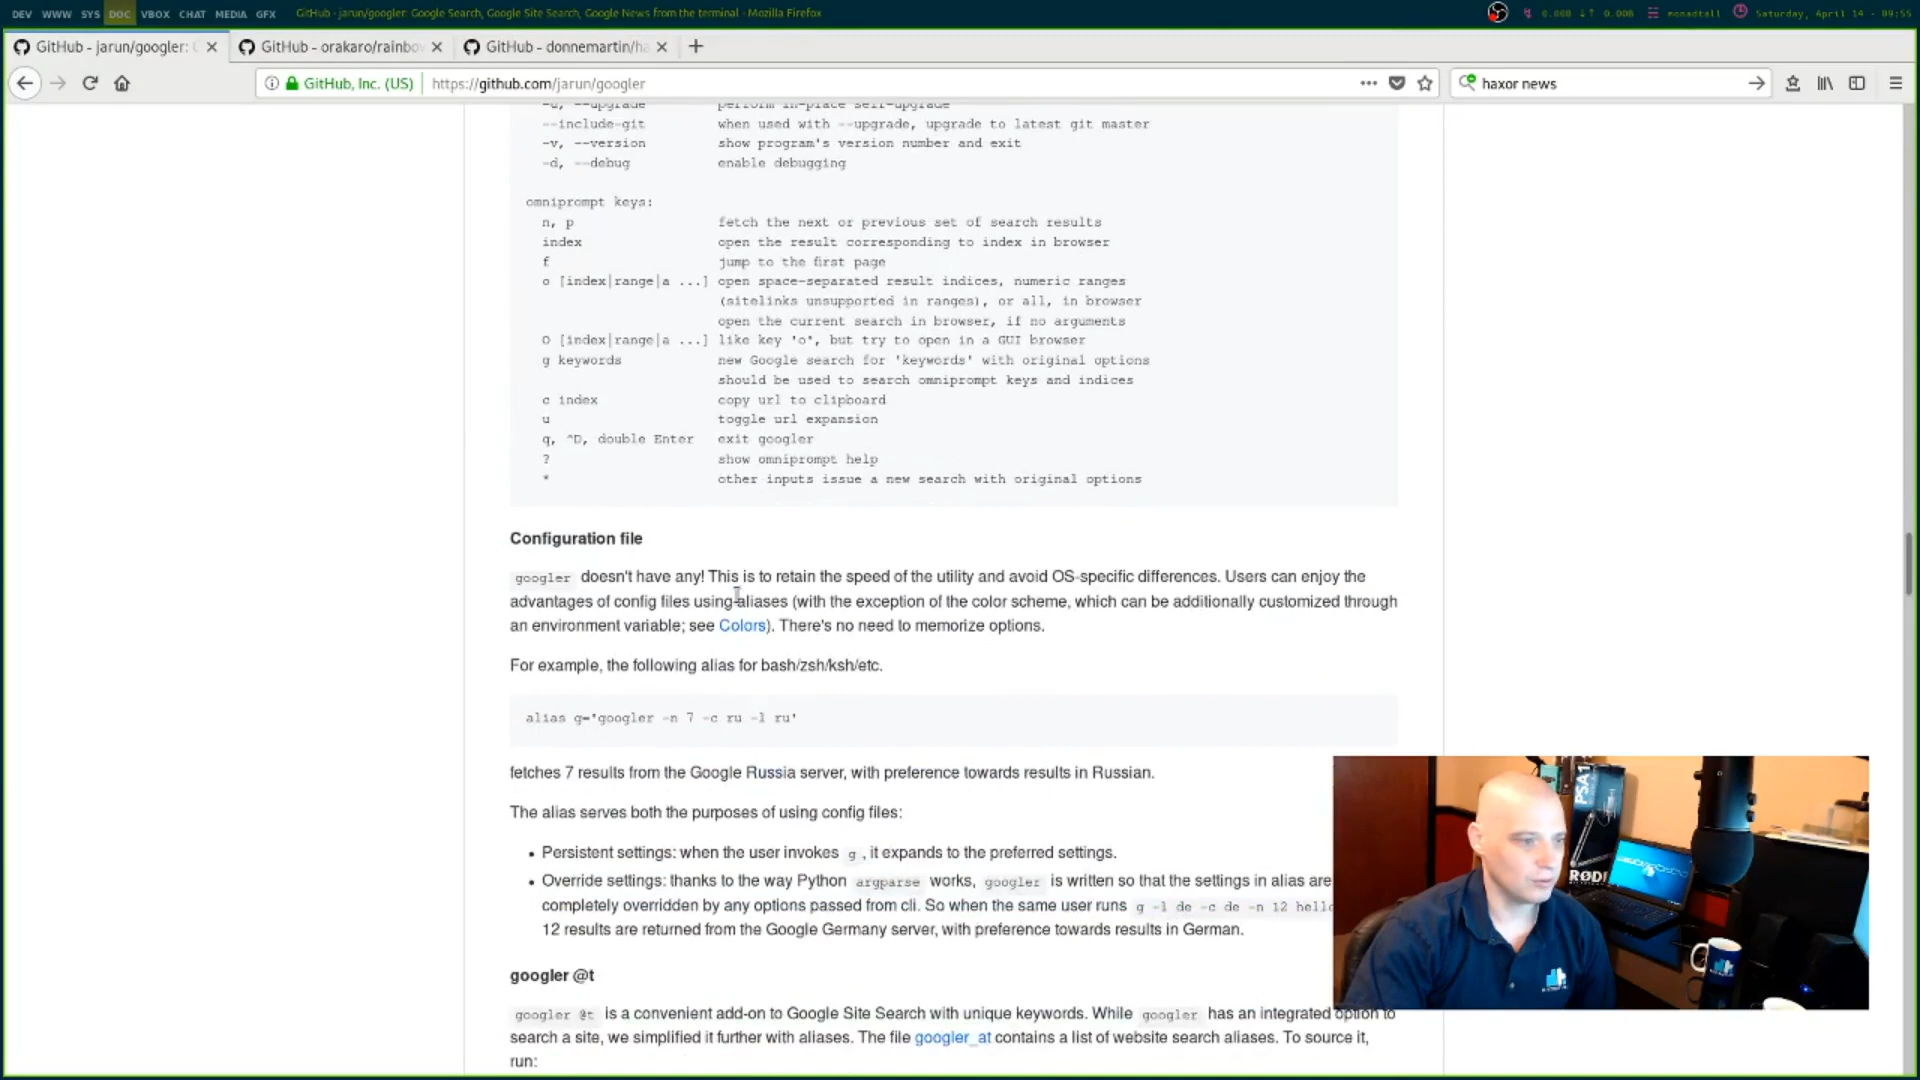 DEV WWW SYS DOC VBOX CHAT MEDIA GFX GitHub - jarun/googler: Google Search, Google Site Search, Google News from the terminal - Mozilla Firefox 0.00B ↓↑ 0.00B monadtall Saturday, April 14 - 09:55
GitHub - jarun/googler: GitHub - orakaro/rainbow GitHub - donnemartin/ha
GitHub, Inc. (US) https://github.com/jarun/googler haxor news
-u, --upgrade perform in-place self-upgrade
--include-git when used with --upgrade, upgrade to latest git master
-v, --version show program's version number and exit
-d, --debug enable debugging
omniprompt keys:
n, p fetch the next or previous set of search results
index open the result corresponding to index in browser
f jump to the first page
o [index|range|a ...] open space-separated result indices, numeric ranges
(sitelinks unsupported in ranges), or all, in browser
open the current search in browser, if no arguments
O [index|range|a ...] like key 'o', but try to open in a GUI browser
g keywords new Google search for 'keywords' with original options
should be used to search omniprompt keys and indices
c index copy url to clipboard
u toggle url expansion
q, ^D, double Enter exit googler
? show omniprompt help
* other inputs issue a new search with original options
Configuration file
googler doesn't have any! This is to retain the speed of the utility and avoid OS-specific differences. Users can enjoy the
advantages of config files using aliases (with the exception of the color scheme, which can be additionally customized through
an environment variable; see Colors). There's no need to memorize options.
For example, the following alias for bash/zsh/ksh/etc.
alias g='googler -n 7 -c ru -l ru'
fetches 7 results from the Google Russia server, with preference towards results in Russian.
The alias serves both the purposes of using config files:
• Persistent settings: when the user invokes g , it expands to the preferred settings.
• Override settings: thanks to the way Python argparse works, googler is written so that the settings in alias are
completely overridden by any options passed from cli. So when the same user runs g -l de -c de -n 12 hello
12 results are returned from the Google Germany server, with preference towards results in German.
googler @t
googler @t is a convenient add-on to Google Site Search with unique keywords. While googler has an integrated option to
search a site, we simplified it further with aliases. The file googler_at contains a list of website search aliases. To source it,
run:
PSA1
RØDE